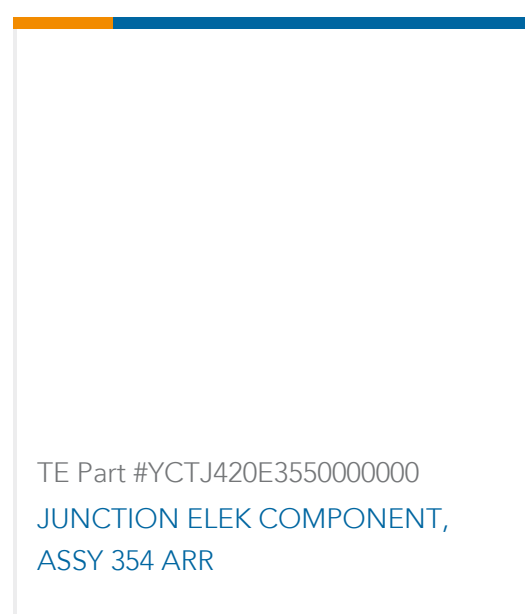 TE Part #YCTJ420E3550000000
JUNCTION ELEK COMPONENT,
ASSY 354 ARR